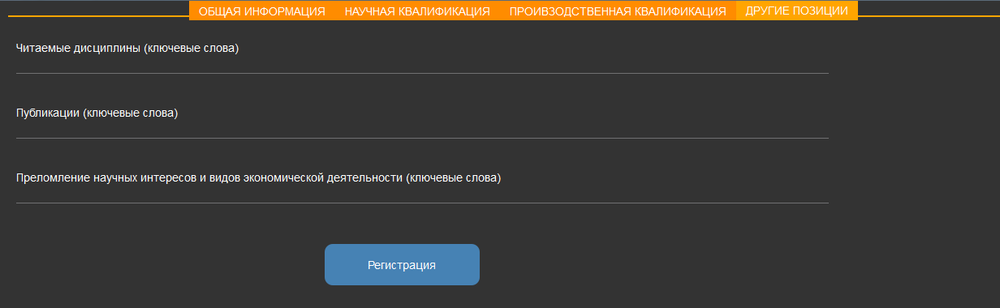 ОБЩАЯ ИНФОРМАЦИЯ НАУЧНАЯ КВАЛИФИКАЦИЯ ПРОИВЗОДСТВЕННАЯ КВАЛИФИКАЦИЯ ДРУГИЕ ПОЗИЦИИ
Читаемые дисциплины (ключевые слова)
Публикации (ключевые слова)
Преломление научных интересов и видов экономической деятельности (ключевые слова)
Регистрация